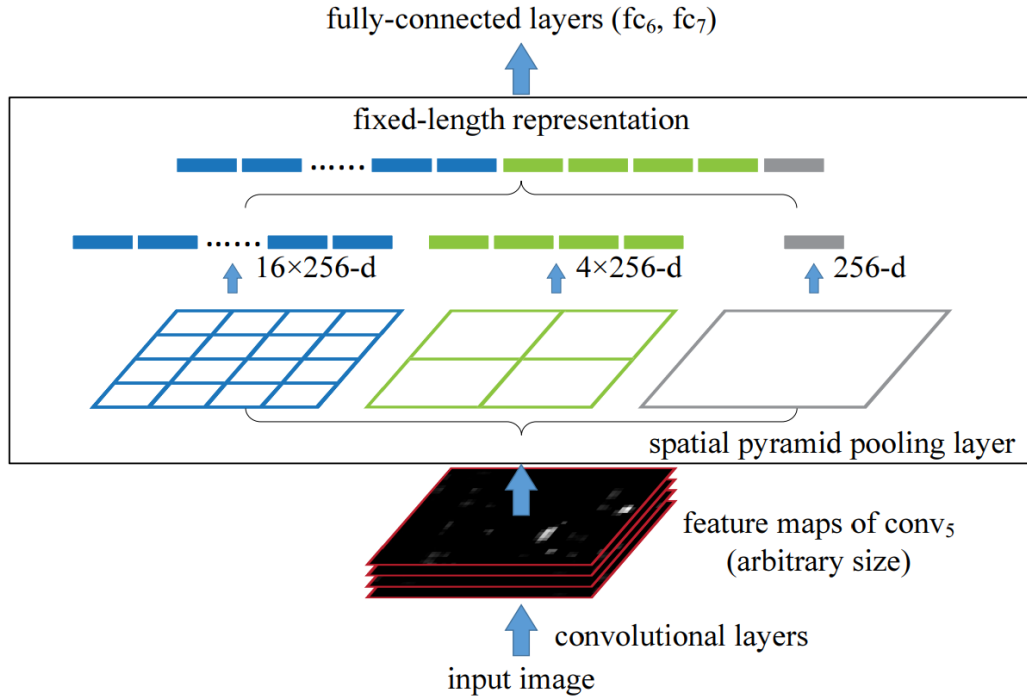 fully-connected layers (fc₆, fc₇)
fixed-length representation
......
......
16×256-d
4×256-d
256-d
spatial pyramid pooling layer
feature maps of conv₅
(arbitrary size)
convolutional layers
input image